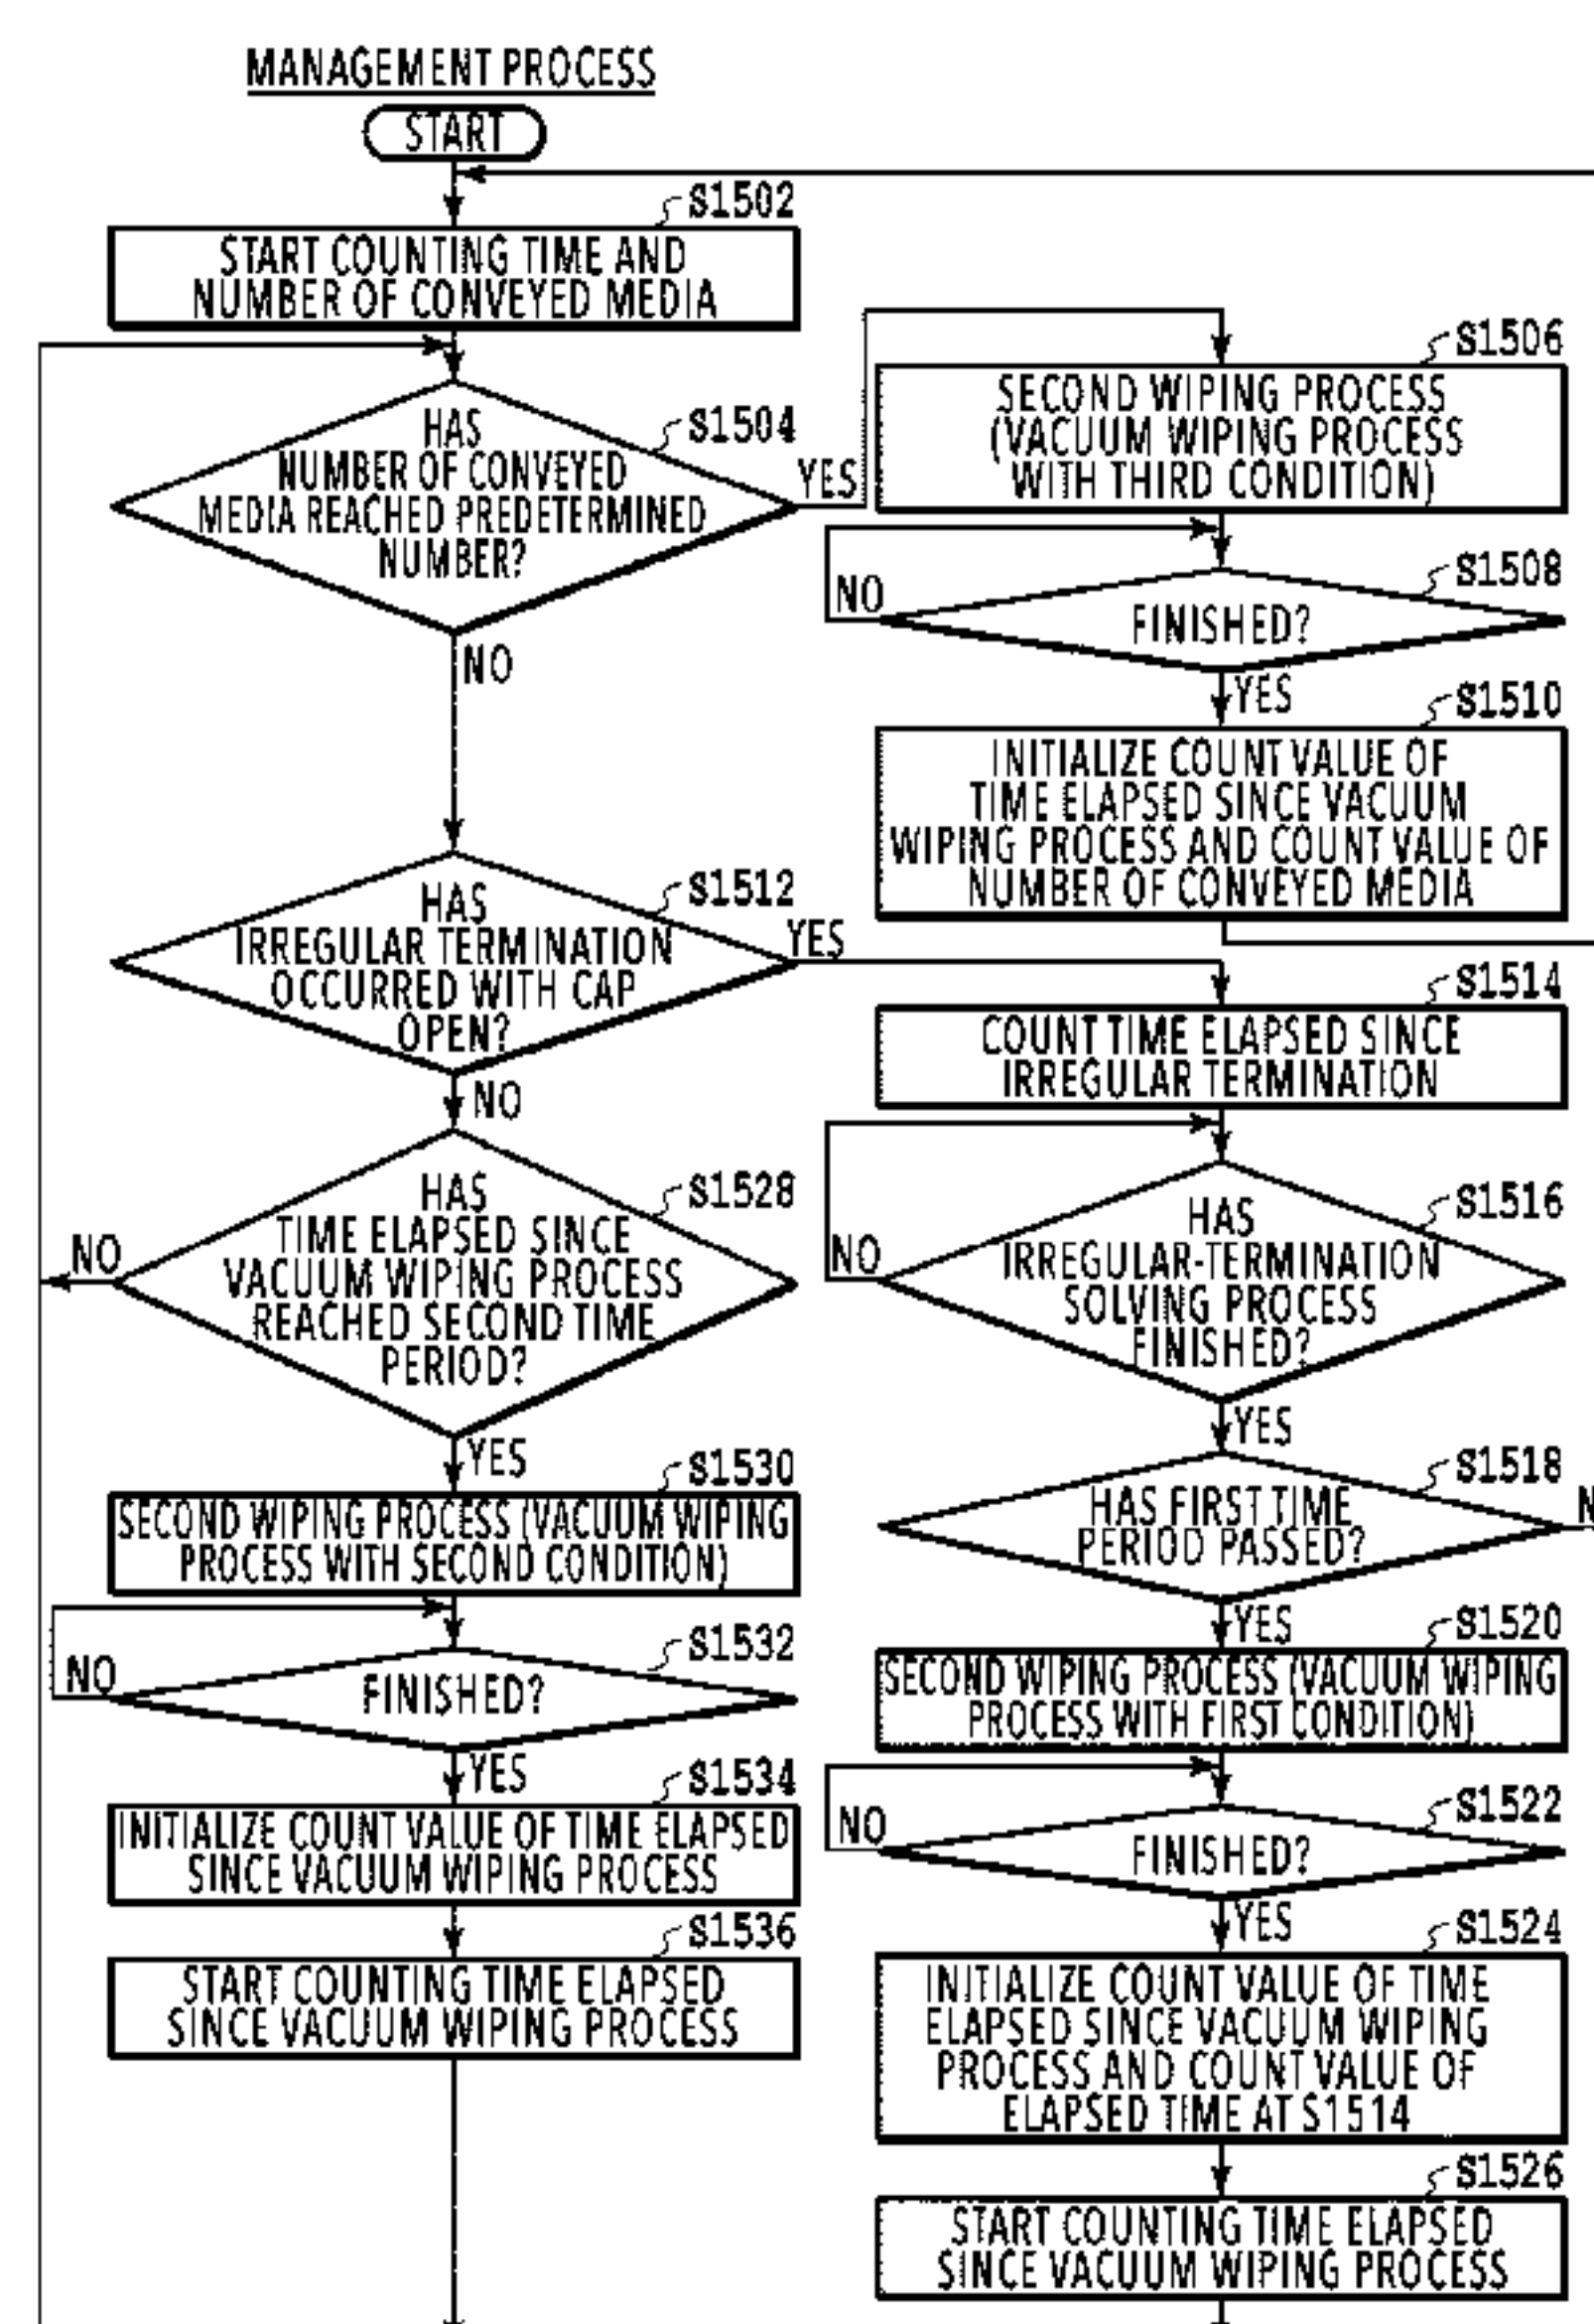 MANAGEMENT PROCESS
START
S1502
START COUNTING TIME AND
NUMBER OF CONVEYED MEDIA
S1504
HAS
NUMBER OF CONVEYED
MEDIA REACHED PREDETERMINED
NUMBER?
YES
NO
S1506
SECOND WIPING PROCESS
(VACUUM WIPING PROCESS
WITH THIRD CONDITION)
S1508
FINISHED?
NO
YES
S1510
INITIALIZE COUNT VALUE OF
TIME ELAPSED SINCE VACUUM
WIPING PROCESS AND COUNT VALUE OF
NUMBER OF CONVEYED MEDIA
S1512
HAS
IRREGULAR TERMINATION
OCCURRED WITH CAP
OPEN?
YES
NO
S1514
COUNT TIME ELAPSED SINCE
IRREGULAR TERMINATION
S1516
HAS
IRREGULAR-TERMINATION
SOLVING PROCESS
FINISHED?
NO
YES
S1518
HAS FIRST TIME
PERIOD PASSED?
YES
S1520
SECOND WIPING PROCESS (VACUUM WIPING
PROCESS WITH FIRST CONDITION)
S1522
FINISHED?
NO
YES
S1524
INITIALIZE COUNT VALUE OF TIME
ELAPSED SINCE VACUUM WIPING
PROCESS AND COUNT VALUE OF
ELAPSED TIME AT S1514
S1526
START COUNTING TIME ELAPSED
SINCE VACUUM WIPING PROCESS
S1528
HAS
TIME ELAPSED SINCE
VACUUM WIPING PROCESS
REACHED SECOND TIME
PERIOD?
NO
YES
S1530
SECOND WIPING PROCESS (VACUUM WIPING
PROCESS WITH SECOND CONDITION)
S1532
FINISHED?
NO
YES
S1534
INITIALIZE COUNT VALUE OF TIME ELAPSED
SINCE VACUUM WIPING PROCESS
S1536
START COUNTING TIME ELAPSED
SINCE VACUUM WIPING PROCESS